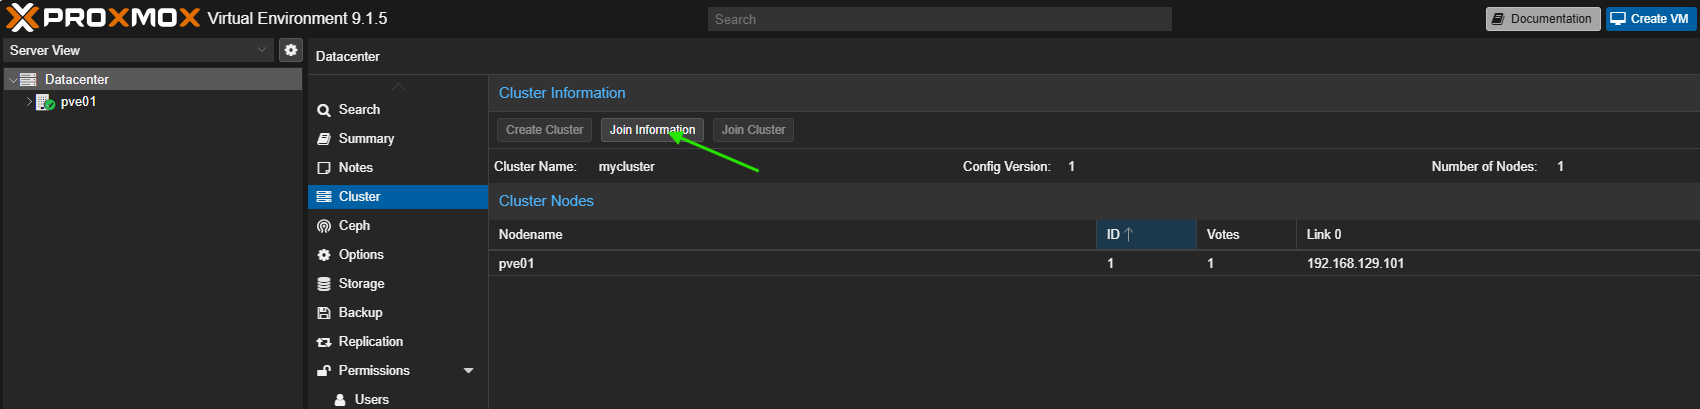 PROXMOX Virtual Environment 9.1.5
Search
Documentation
Create VM
Server View
Datacenter
pve01
Datacenter
Search
Summary
Notes
Cluster
Ceph
Options
Storage
Backup
Replication
Permissions
Users
Cluster Information
Create Cluster
Join Information
Join Cluster
Cluster Name: mycluster
Config Version: 1
Number of Nodes: 1
Cluster Nodes
Nodename ID Votes Link 0
pve01 1 1 192.168.129.101